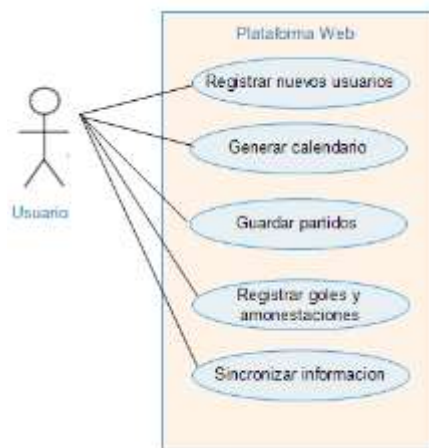 Plataforma Web
Registrar nuevos usuarios
Generar calendario
Usuario
Guardar partidos
Registrar goles y
amonestaciones
Sincronizar informacion